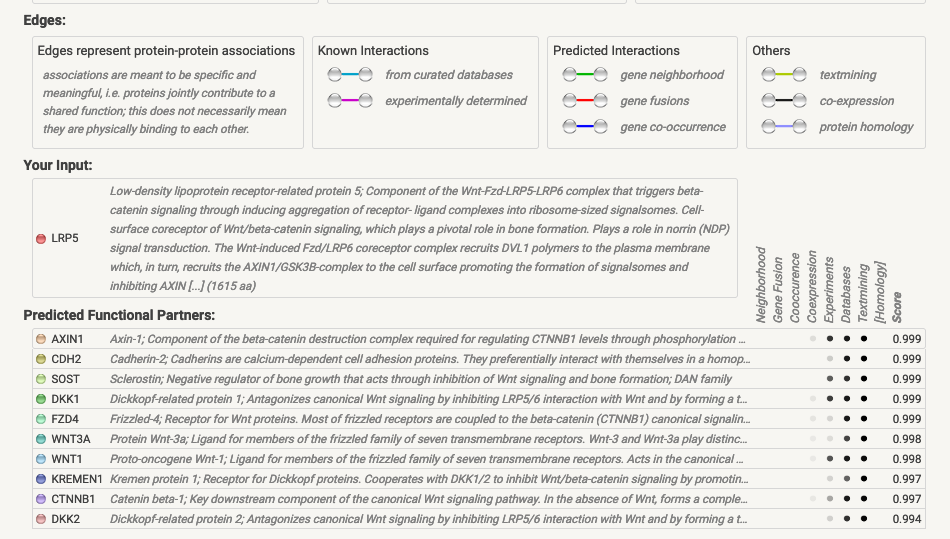 Edges:
Edges represent protein-protein associations
associations are meant to be specific and
meaningful, i.e. proteins jointly contribute to a
shared function; this does not necessarily mean
they are physically binding to each other.
Known Interactions
from curated databases
experimentally determined
Predicted Interactions
gene neighborhood
gene fusions
gene co-occurrence
Others
textmining
co-expression
protein homology
Your Input:
LRP5
Low-density lipoprotein receptor-related protein 5; Component of the Wnt-Fzd-LRP5-LRP6 complex that triggers beta-
catenin signaling through inducing aggregation of receptor- ligand complexes into ribosome-sized signalsomes. Cell-
surface coreceptor of Wnt/beta-catenin signaling, which plays a pivotal role in bone formation. Plays a role in norrin (NDP)
signal transduction. The Wnt-induced Fzd/LRP6 coreceptor complex recruits DVL1 polymers to the plasma membrane
which, in turn, recruits the AXIN1/GSK3B-complex to the cell surface promoting the formation of signalsomes and
inhibiting AXIN [...] (1615 aa)
Neighborhood
Gene Fusion
Cooccurence
Coexpression
Experiments
Databases
Textmining
[Homology]
Score
Predicted Functional Partners:
AXIN1 Axin-1; Component of the beta-catenin destruction complex required for regulating CTNNB1 levels through phosphorylation ... 0.999
CDH2 Cadherin-2; Cadherins are calcium-dependent cell adhesion proteins. They preferentially interact with themselves in a homop... 0.999
SOST Sclerostin; Negative regulator of bone growth that acts through inhibition of Wnt signaling and bone formation; DAN family 0.999
DKK1 Dickkopf-related protein 1; Antagonizes canonical Wnt signaling by inhibiting LRP5/6 interaction with Wnt and by forming a t... 0.999
FZD4 Frizzled-4; Receptor for Wnt proteins. Most of frizzled receptors are coupled to the beta-catenin (CTNNB1) canonical signalin... 0.999
WNT3A Protein Wnt-3a; Ligand for members of the frizzled family of seven transmembrane receptors. Wnt-3 and Wnt-3a play distinc... 0.998
WNT1 Proto-oncogene Wnt-1; Ligand for members of the frizzled family of seven transmembrane receptors. Acts in the canonical ... 0.998
KREMEN1 Kremen protein 1; Receptor for Dickkopf proteins. Cooperates with DKK1/2 to inhibit Wnt/beta-catenin signaling by promotin... 0.997
CTNNB1 Catenin beta-1; Key downstream component of the canonical Wnt signaling pathway. In the absence of Wnt, forms a comple... 0.997
DKK2 Dickkopf-related protein 2; Antagonizes canonical Wnt signaling by inhibiting LRP5/6 interaction with Wnt and by forming a t... 0.994